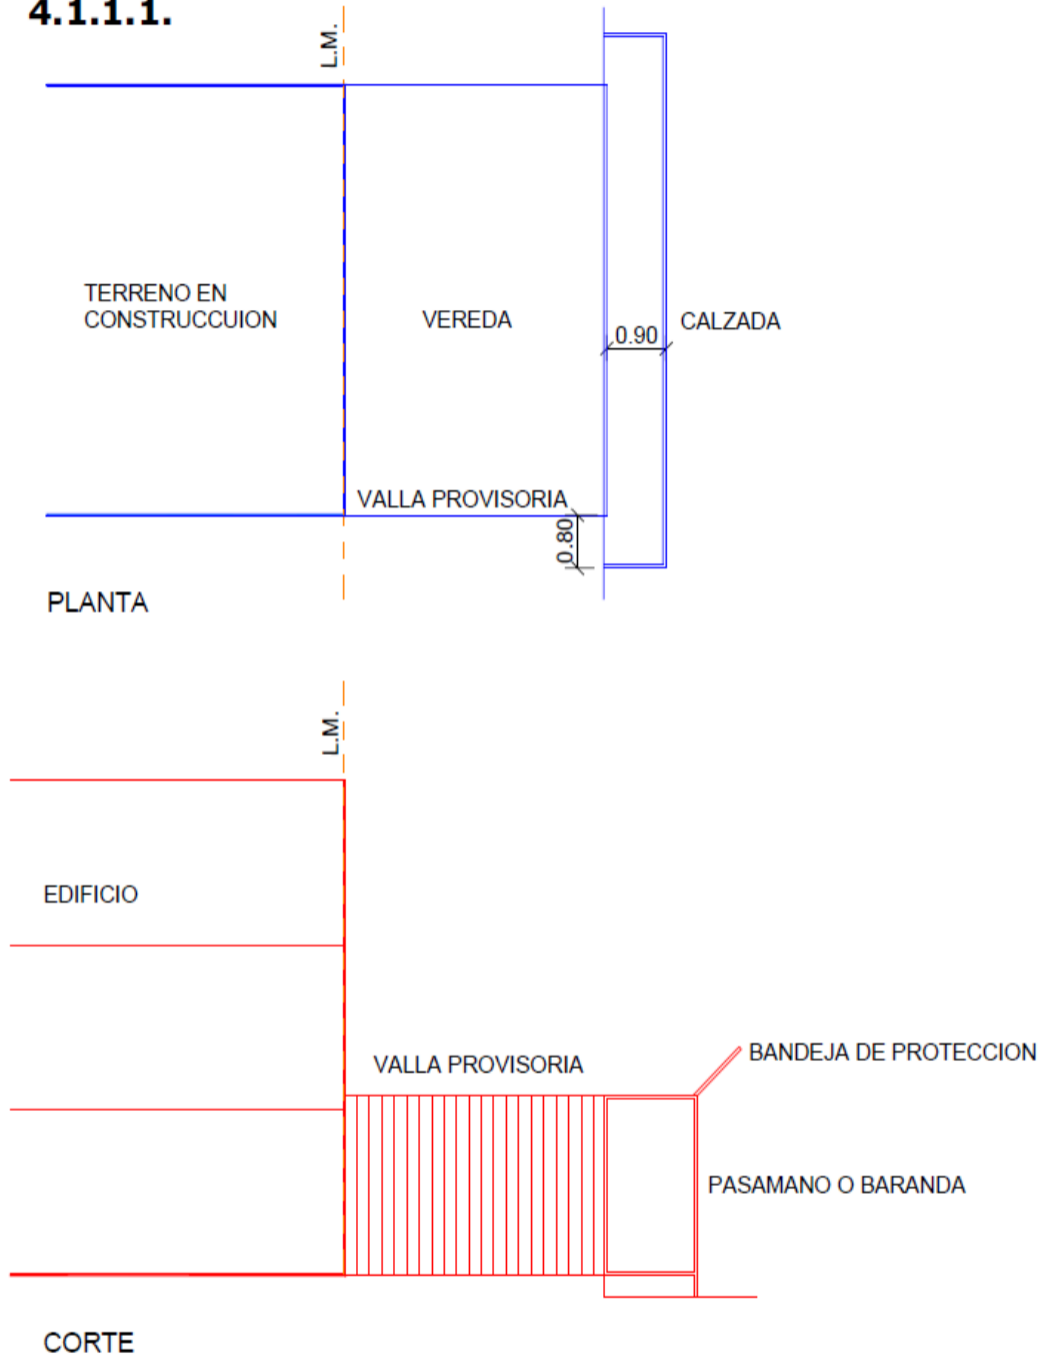 4.1.1.1.
L.M.
TERRENO EN
CONSTRUCCUION
VEREDA
0.90
CALZADA
VALLA PROVISORIA
0.80
PLANTA
L.M.
EDIFICIO
VALLA PROVISORIA
BANDEJA DE PROTECCION
PASAMANO O BARANDA
CORTE